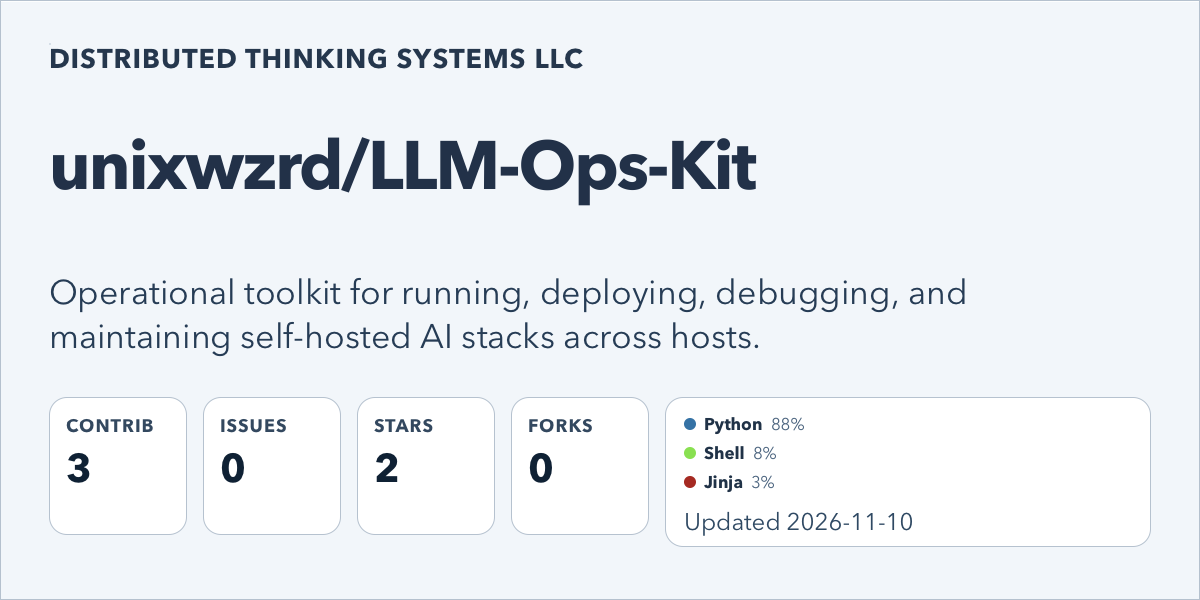 DISTRIBUTED THINKING SYSTEMS LLC
unixwzrd/LLM-Ops-Kit
Operational toolkit for running, deploying, debugging, and
maintaining self-hosted AI stacks across hosts.
CONTRIB
3
ISSUES
0
STARS
2
FORKS
0
Python 88%
Shell 8%
Jinja 3%
Updated 2026-11-10